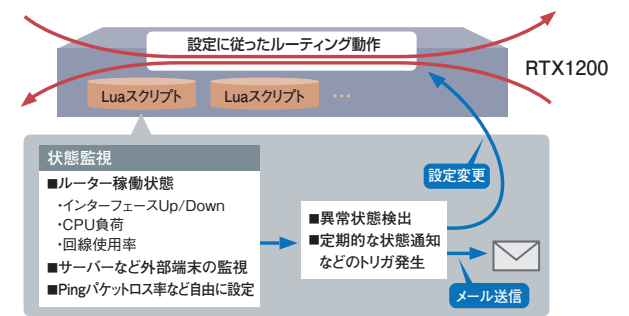 設定に従ったルーティング動作
RTX1200
Luaスクリプト
Luaスクリプト
…
状態監視
■ルーター稼働状態
・インターフェースUp/Down
・CPU負荷
・回線使用率
■サーバーなど外部端末の監視
■Pingパケットロス率など自由に設定
■異常状態検出
■定期的な状態通知
などのトリガ発生
設定変更
メール送信